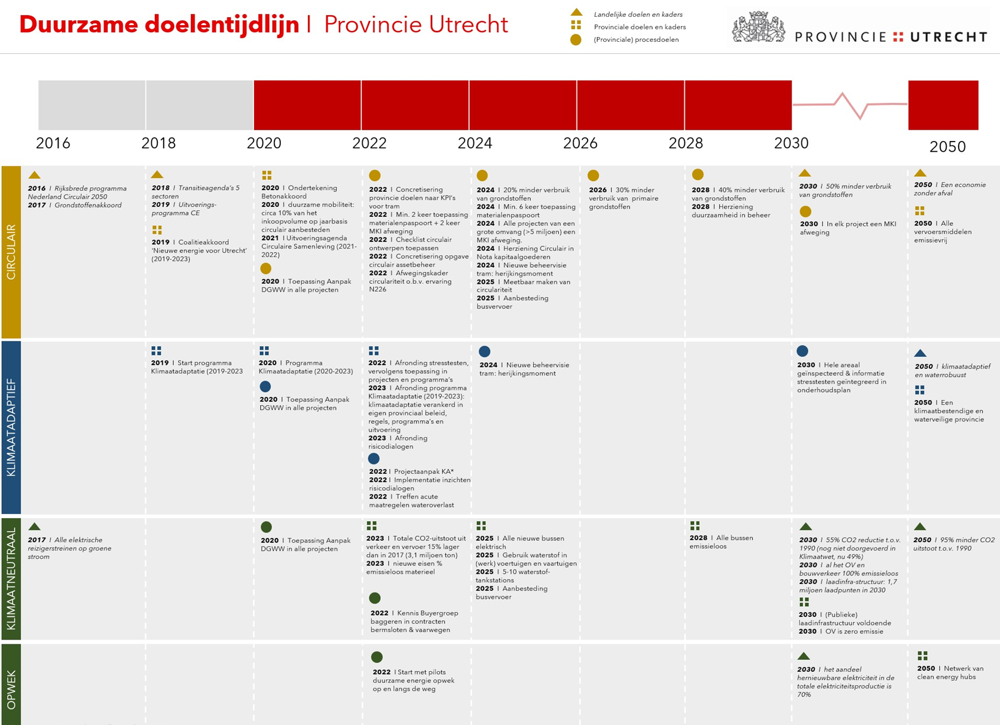 Duurzame doelentijdlijn I Provincie Utrecht
Landelijke doelen en kaders
Provinciale doelen en kaders
(Provinciale) procesdoelen
PROVINCIE UTRECHT
2016
2018
2020
2022
2024
2026
2028
2030
2050
CIRCULAIR
2016 I Rijksbrede programma
Nederland Circulair 2050
2017 I Grondstoffenakkoord
2018 I Transitieagenda's 5
sectoren
2019 I Uitvoerings-
programma CE
2019 I Coalitieakkoord
'Nieuwe energie voor Utrecht'
(2019-2023)
2020 I Ondertekening
Betonakkoord
2020 I duurzame mobiliteit:
circa 10% van het
inkoopvolume op jaarbasis
circulair aanbesteden
2021 I Uitvoeringsagenda
Circulaire Samenleving (2021-
2022)
2020 I Toepassing Aanpak
DGWW in alle projecten
2022 I Concretisering
provincie doelen naar KPI's
voor tram
2022 I Min. 2 keer toepassing
materialenpaspoort + 2 keer
MKI afweging
2022 I Checklist circulair
ontwerpen toepassen
2022 I Concretisering opgave
circulair assetbeheer
2022 I Afwegingskader
circulariteit o.b.v. ervaring
N226
2024 I 20% minder verbruik
van grondstoffen
2024 I Min. 6 keer toepassing
materialenpaspoort
2024 I Alle projecten van een
grote omvang (>5 miljoen) een
MKI afweging.
2024 I Herziening Circulair in
Nota kapitaalgoederen
2024 I Nieuwe beheervisie
tram: herijkingsmoment
2025 I Meetbaar maken van
circulariteit
2025 I Aanbesteding
busvervoer
2026 I 30% minder
verbruik van primaire
grondstoffen
2028 I 40% minder verbruik
van grondstoffen
2028 I Herziening
duurzaamheid in beheer
2030 I 50% minder verbruik
van grondstoffen
2030 I In elk project een MKI
afweging
2050 I Een economie
zonder afval
2050 I Alle
vervoersmiddelen
emissievrij
KLIMAATADAPTIEF
2019 I Start programma
Klimaatadaptatie (2019-2023
2020 I Programma
Klimaatadaptatie (2020-2023)
2020 I Toepassing Aanpak
DGWW in alle projecten
2022 I Afronding stresstesten,
vervolgens toepassing in
projecten en programma's
2023 I Afronding programma
Klimaatadaptatie (2019-2023):
klimaatadaptatie verankerd in
eigen provinciaal beleid,
regels, programma's en
uitvoering
2023 I Afronding
risicodialogen
2022 I Projectaanpak KA*
2022 I Implementatie inzichten
risicodialogen
2022 I Treffen acute
maatregelen wateroverlast
2024 I Nieuwe beheervisie
tram: herijkingsmoment
2030 I Hele areaal
geïnspecteerd & informatie
stresstesten geïntegreerd in
onderhoudsplan
2050 I klimaatadaptief
en waterrobuust
2050 I Een
klimaatbestendige en
waterveilige provincie
KLIMAATNEUTRAAL
2017 I Alle elektrische
reizigerstreinen op groene
stroom
2020 I Toepassing Aanpak
DGWW in alle projecten
2023 I Totale CO2-uitstoot uit
verkeer en vervoer 15% lager
dan in 2017 (3,1 miljoen ton)
2023 I nieuwe eisen %
emissieloos materieel
2022 I Kennis Buyergroep
baggeren in contracten
bermsloten & vaarwegen
2025 I Alle nieuwe bussen
elektrisch
2025 I Gebruik waterstof in
(werk) voertuigen en vaartuigen
2025 I 5-10 waterstof-
tankstations
2025 I Aanbesteding
busvervoer
2028 I Alle bussen
emissieloos
2030 I 55% CO2 reductie t.o.v.
1990 (nog niet doorgevoerd in
Klimaatwet, nu 49%)
2030 I al het OV en
bouwverkeer 100% emissieloos
2030 I laadinfra-structuur: 1,7
miljoen laadpunten in 2030
2030 I (Publieke)
laadinfrastructuur voldoende
2030 I OV is zero emissie
2050 I 95% minder CO2
uitstoot t.o.v. 1990
OPWEK
2022 I Start met pilots
duurzame energie opwek
op en langs de weg
2030 I het aandeel
hernieuwbare elektriciteit in de
totale elektriciteitsproductie is
70%
2050 I Netwerk van
clean energy hubs